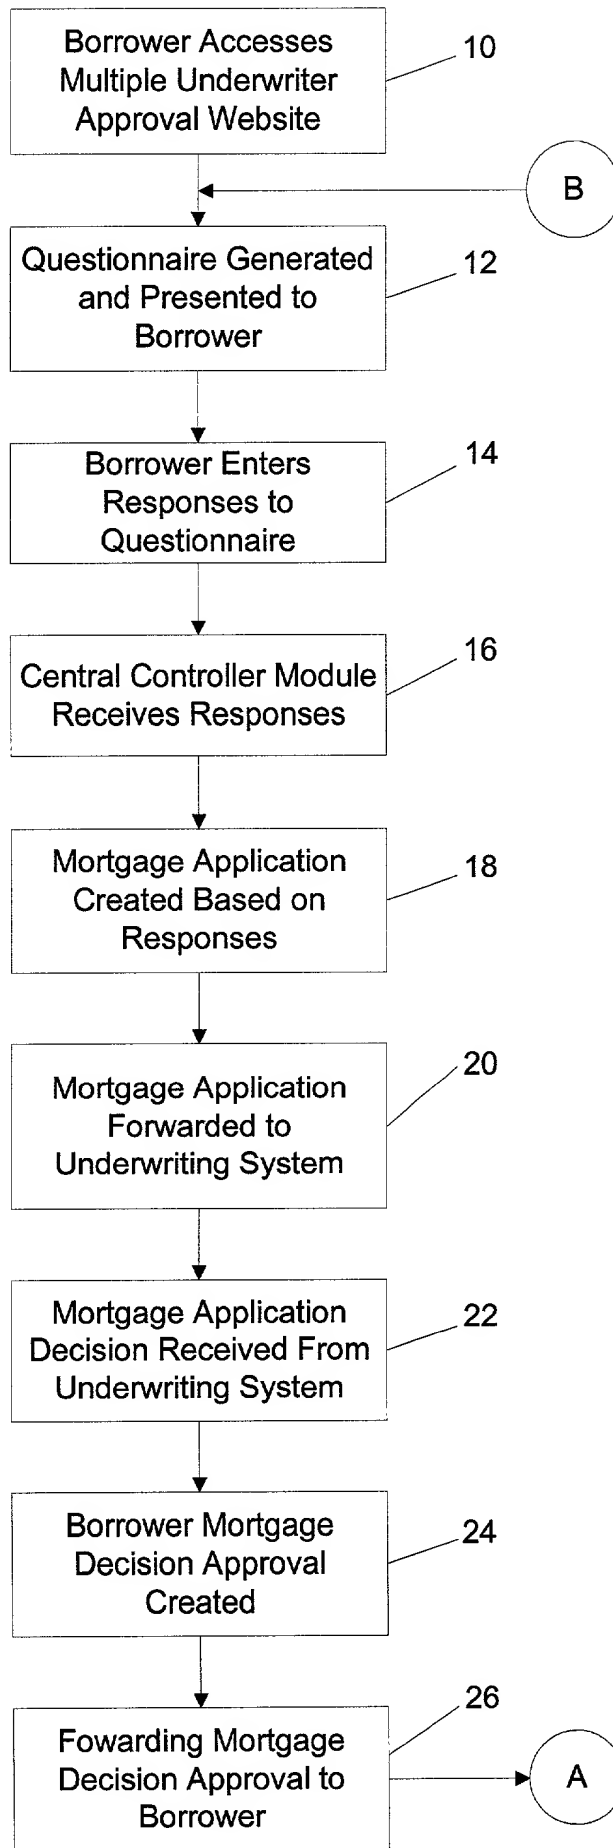 Borrower Accesses
Multiple Underwriter
Approval Website
10
B
Questionnaire Generated
and Presented to
Borrower
12
Borrower Enters
Responses to
Questionnaire
14
Central Controller Module
Receives Responses
16
Mortgage Application
Created Based on
Responses
18
Mortgage Application
Forwarded to
Underwriting System
20
Mortgage Application
Decision Received From
Underwriting System
22
Borrower Mortgage
Decision Approval
Created
24
Fowarding Mortgage
Decision Approval to
Borrower
26
A